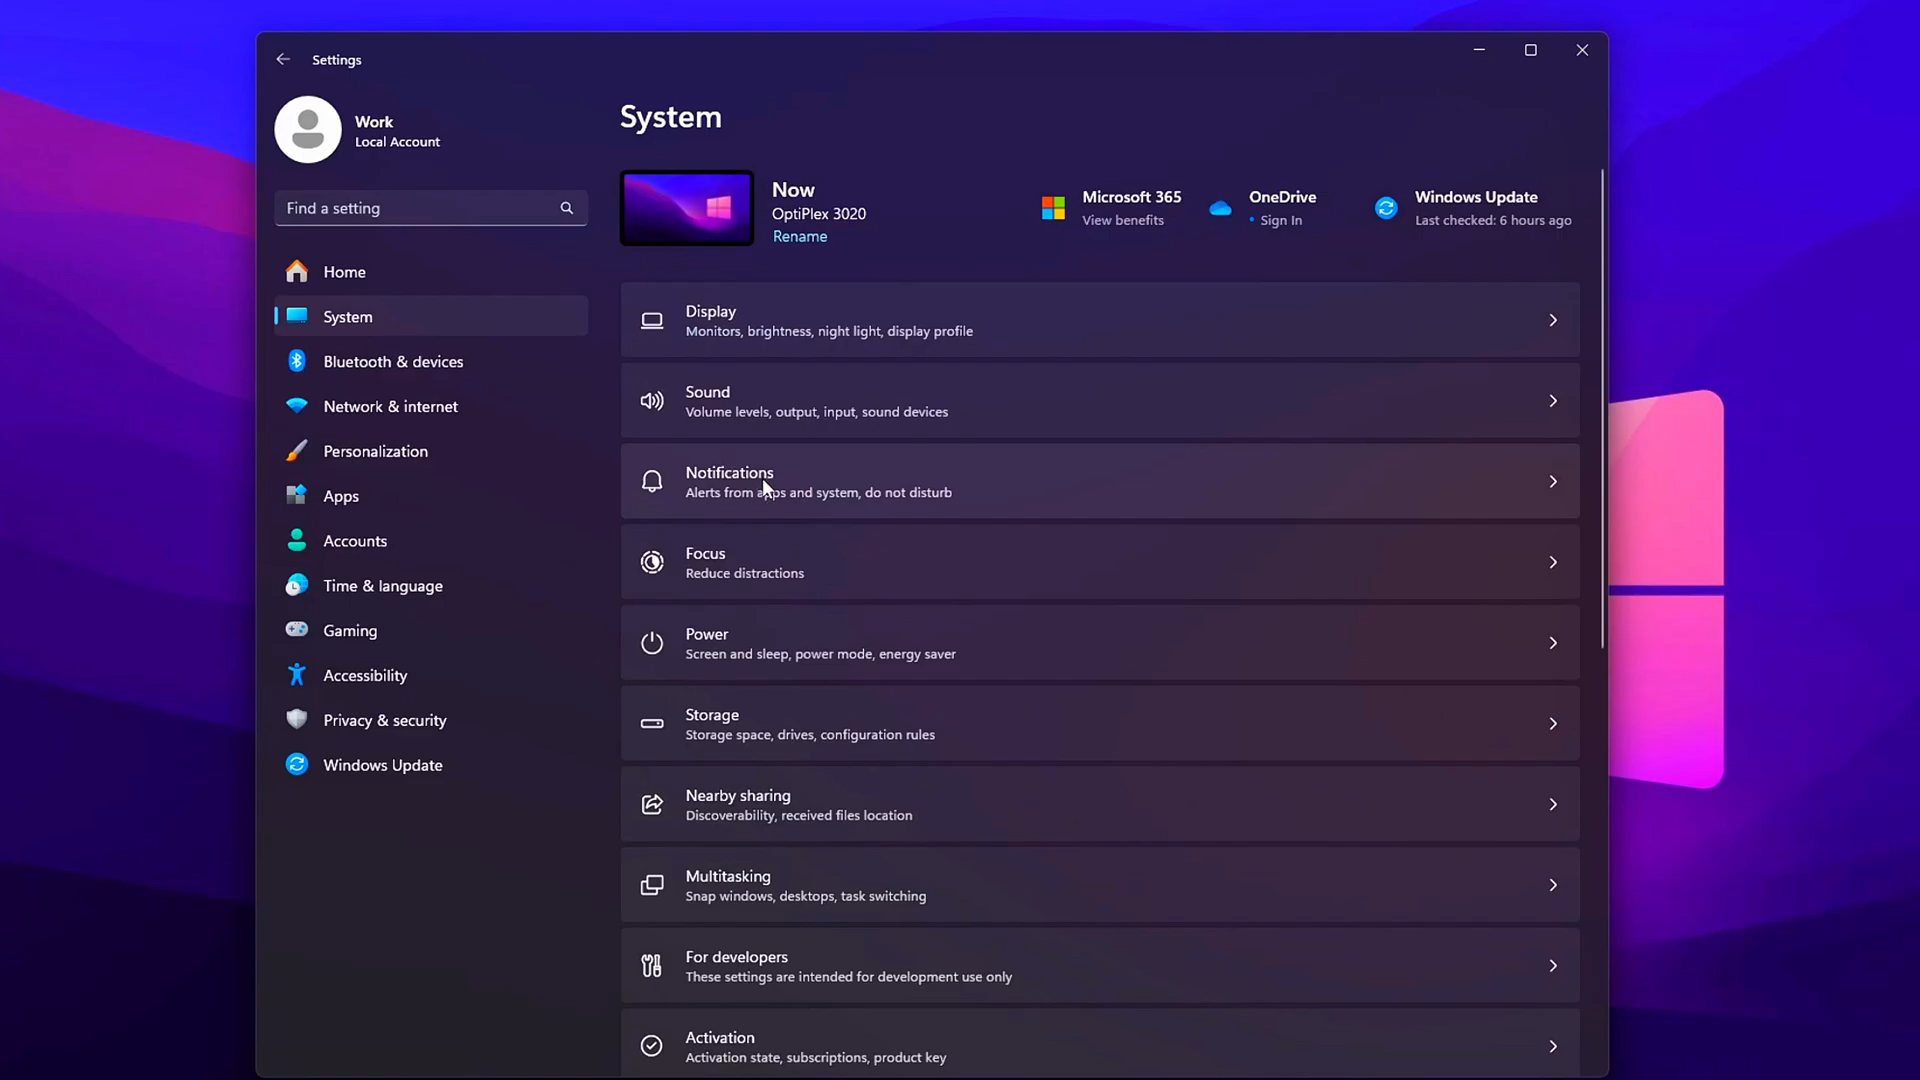 Settings
Work
Local Account
Find a setting
Home
System
Bluetooth & devices
Network & internet
Personalization
Apps
Accounts
Time & language
Gaming
Accessibility
Privacy & security
Windows Update
System
Now
OptiPlex 3020
Rename
Microsoft 365
View benefits
OneDrive
• Sign In
Windows Update
Last checked: 6 hours ago
Display
Monitors, brightness, night light, display profile
Sound
Volume levels, output, input, sound devices
Notifications
Alerts from apps and system, do not disturb
Focus
Reduce distractions
Power
Screen and sleep, power mode, energy saver
Storage
Storage space, drives, configuration rules
Nearby sharing
Discoverability, received files location
Multitasking
Snap windows, desktops, task switching
For developers
These settings are intended for development use only
Activation
Activation state, subscriptions, product key